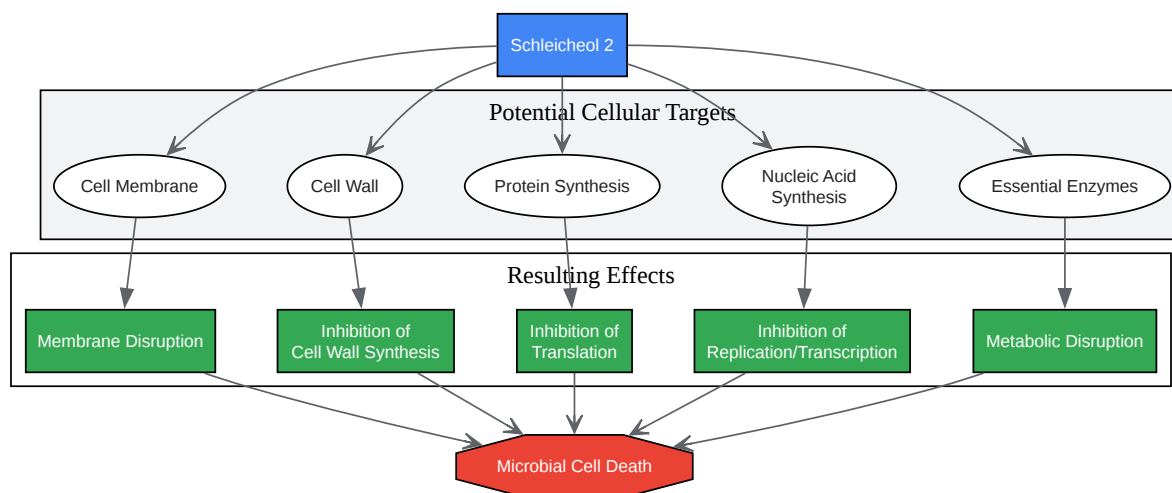 Schleicheol 2
Potential Cellular Targets
Cell Membrane
Cell Wall
Protein Synthesis
Nucleic Acid
Synthesis
Essential Enzymes
Resulting Effects
Membrane Disruption
Inhibition of
Cell Wall Synthesis
Inhibition of
Translation
Inhibition of
Replication/Transcription
Metabolic Disruption
Microbial Cell Death